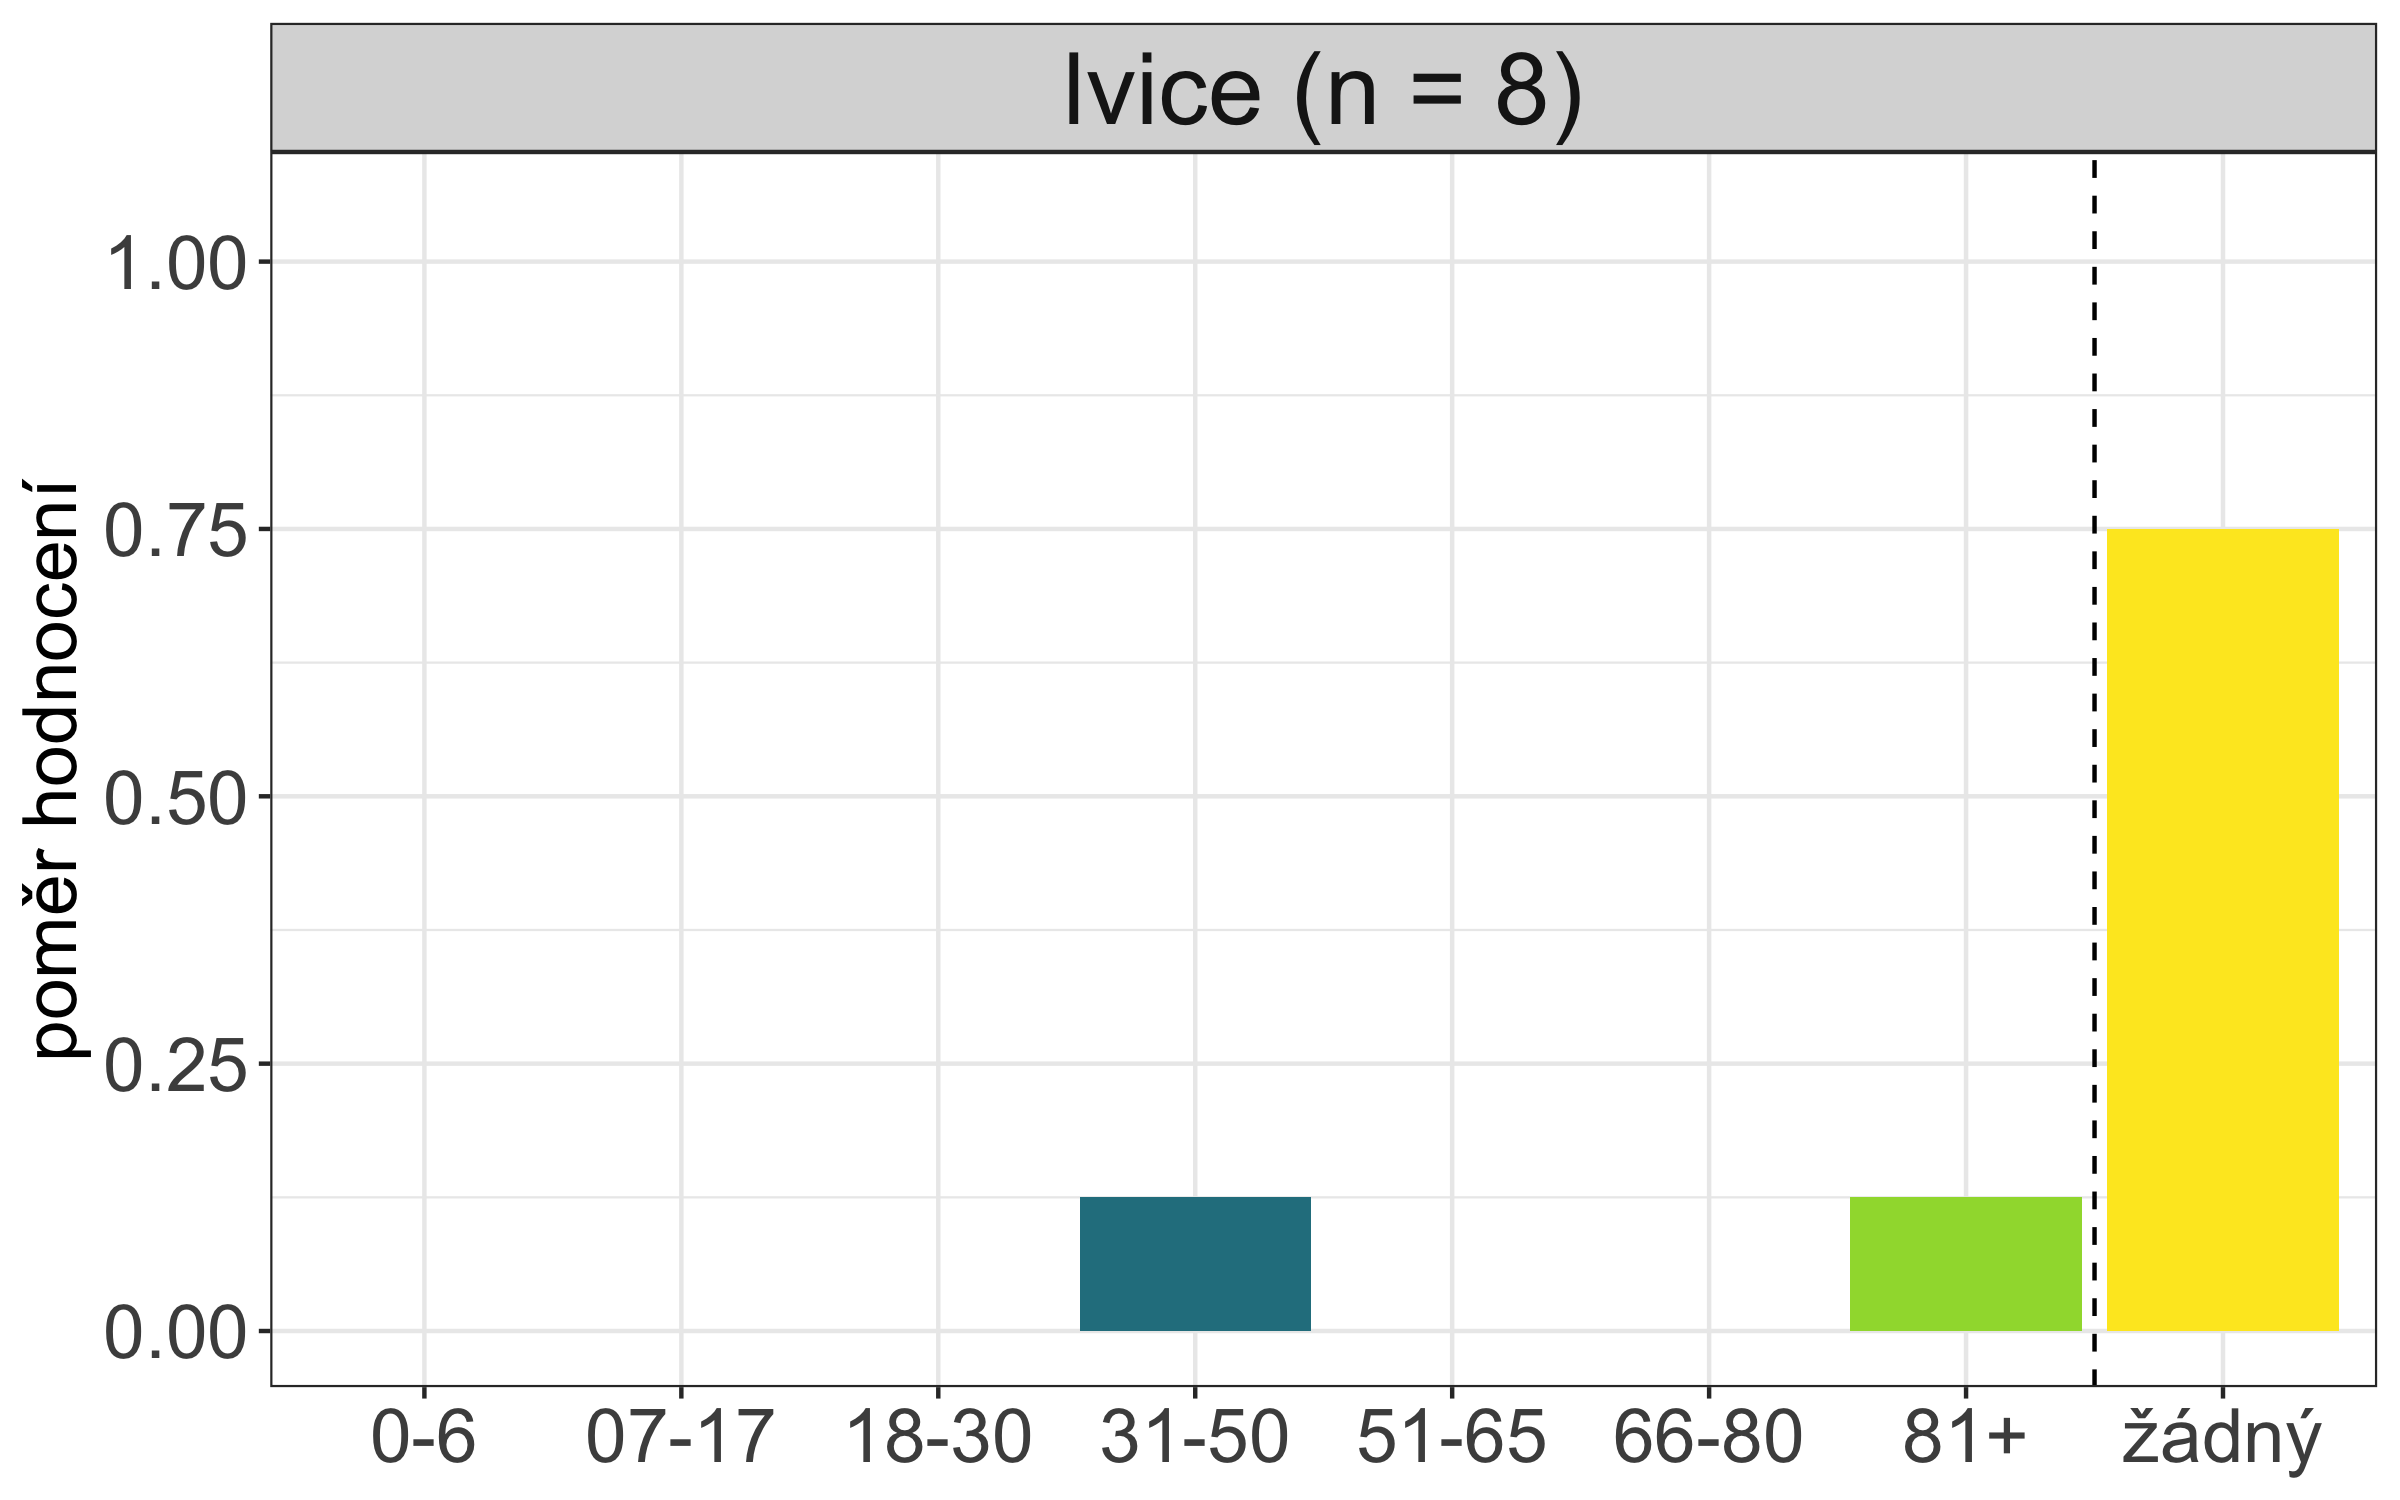 lvice (n = 8)
poměr hodnocení
1.00
0.75
0.50
0.25
0.00
0-6 07-17 18-30 31-50 51-65 66-80 81+ žádný